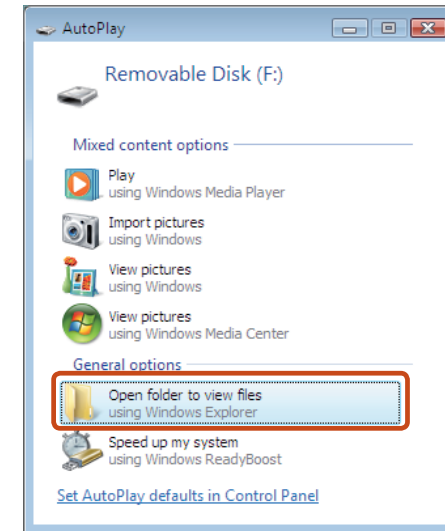 AutoPlay
Removable Disk (F:)
Mixed content options
Play
using Windows Media Player
Import pictures
using Windows
View pictures
using Windows
View pictures
using Windows Media Center
General options
Open folder to view files
using Windows Explorer
Speed up my system
using Windows ReadyBoost
Set AutoPlay defaults in Control Panel